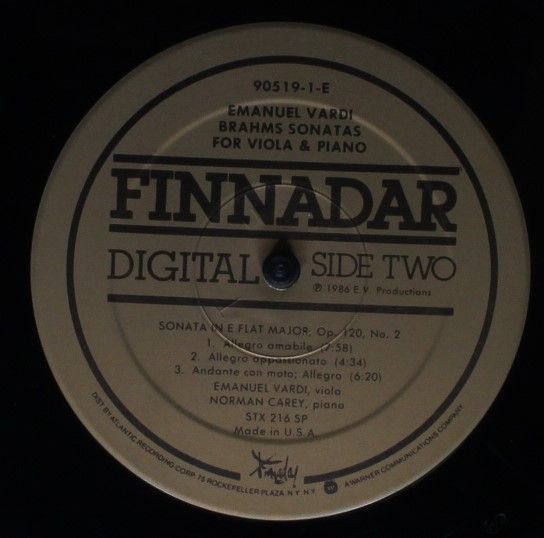 90519-1-E
EMANUEL VARDI
BRAHMS SONATAS
FOR VIOLA & PIANO
FINNADAR
DIGITAL SIDE TWO
℗ 1986 E.V. Productions
SONATA IN E FLAT MAJOR, Op. 120, No. 2
1. Allegro amabile (7:58)
2. Allegro appassionato (4:34)
3. Andante con moto; Allegro (6:20)
EMANUEL VARDI, viola
NORMAN CAREY, piano
STX 216 SP
Made in U.S.A.
Finnadar
DIST BY ATLANTIC RECORDING CORP. 75 ROCKEFELLER PLAZA N.Y. N.Y. A WARNER COMMUNICATIONS COMPANY